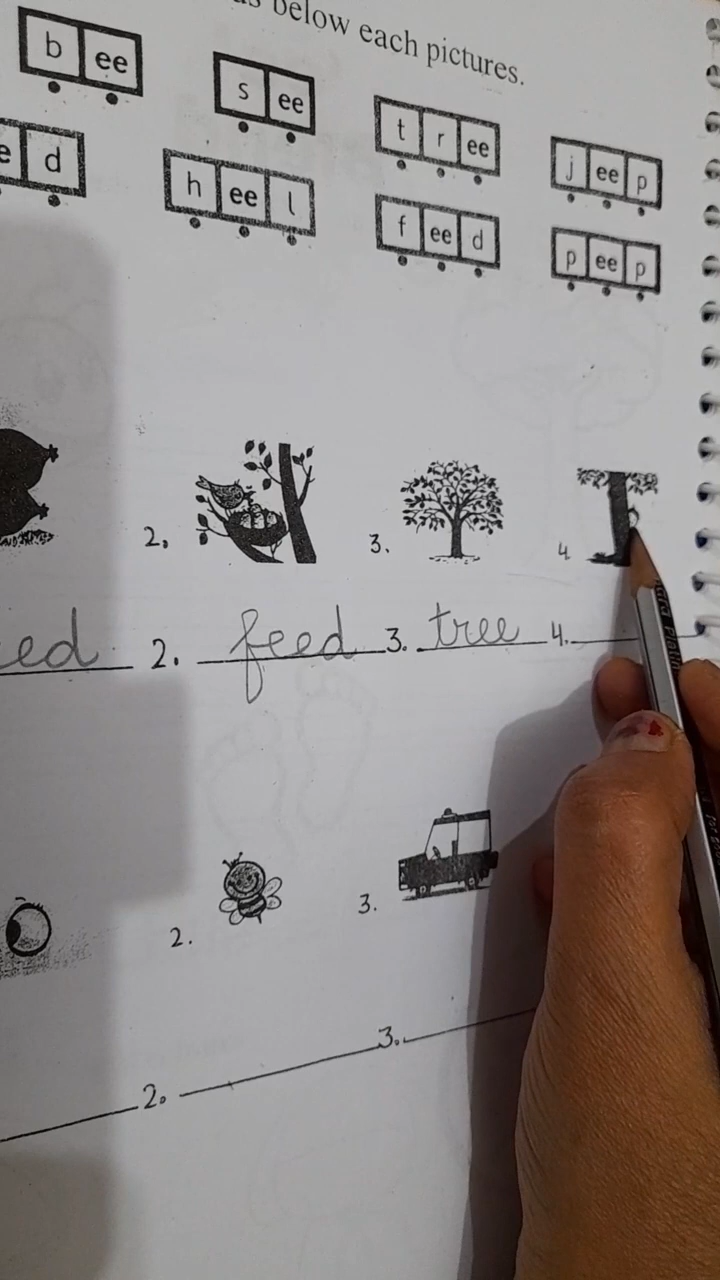 below each pictures.
b ee
s ee
t r ee
j ee p
e d
h ee l
f ee d
p ee p
2.
3.
4.
ed 2. feed 3. tree 4.
2.
3.
2. 3.